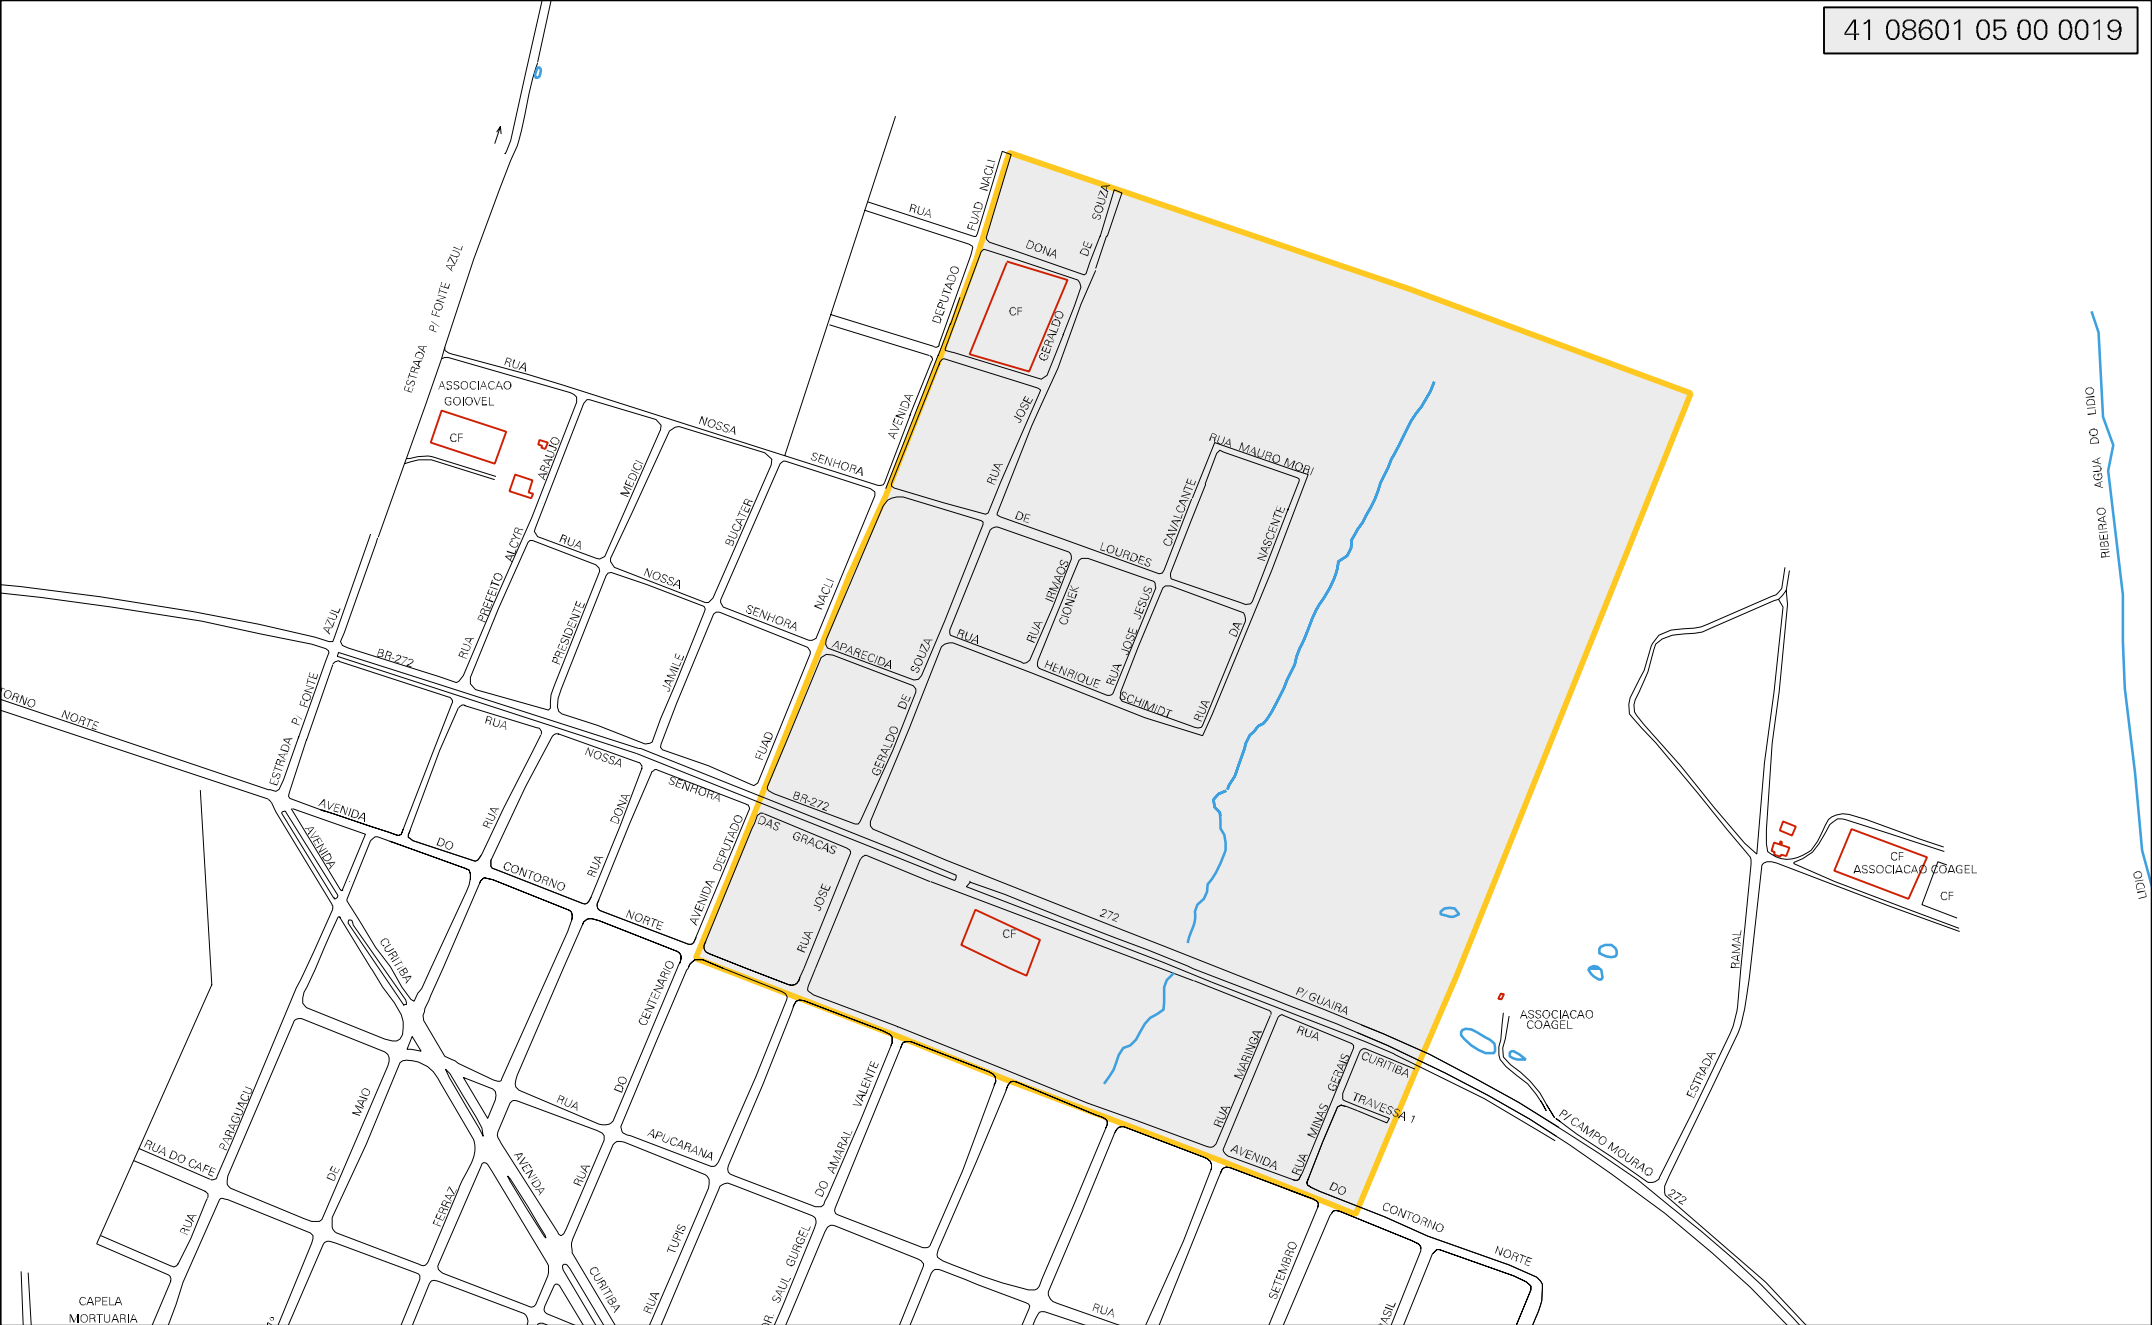 41 08601 05 00 0019
RUA
FUAD NACLI
DONA
DE SOUZA
DEPUTADO
CF
GERALDO
ESTRADA P/ FONTE AZUL
RUA
ASSOCIACAO
GOIOVEL
CF
ARAUJO
NOSSA
SENHORA
AVENIDA
JOSE
RUA
RUA MAURO MORI
RIBEIRAO AGUA DO LIDIO
MEDICI
BUCATER
CAVALCANTE
NASCENTE
DE
LOURDES
ALCYR
RUA
NOSSA
SENHORA
NACLI
IRMAOS
CIONEK
JESUS
PREFEITO
PRESIDENTE
AZUL
RUA
BR-272
JAMILE
APARECIDA
SOUZA
RUA
RUA
HENRIQUE
JOSE
RUA
SCHIMIDT
DA
RUA
TORNO NORTE
ESTRADA P/ FONTE
RUA
NOSSA
SENHORA
FUAD
GERALDO DE
BR-272
DAS GRACAS
AVENIDA
AVENIDA
DO
RUA
CONTORNO
DONA
RUA
NORTE
AVENIDA DEPUTADO
JOSE
RUA
CF
272
P/ GUAIRA
CF
ASSOCIACAO COAGEL
CF
LIDIO
RAMAL
ESTRADA
ASSOCIACAO
COAGEL
CURITIBA
CENTENARIO
DO
RUA
APUCARANA
VALENTE
DO AMARAL
MARINGA
RUA
RUA
CURITIBA
GERAIS
MINAS
RUA
TRAVESSA 1
AVENIDA
DO
CONTORNO
NORTE
P/ CAMPO MOURAO
272
PARAGUACU
RUA DO CAFE
RUA
MAIO
DE
FERRAZ
AVENIDA
RUA
CURITIBA
TUPIS
RUA
SAUL GURGEL
SETEMBRO
RUA
CAPELA
MORTUARIA